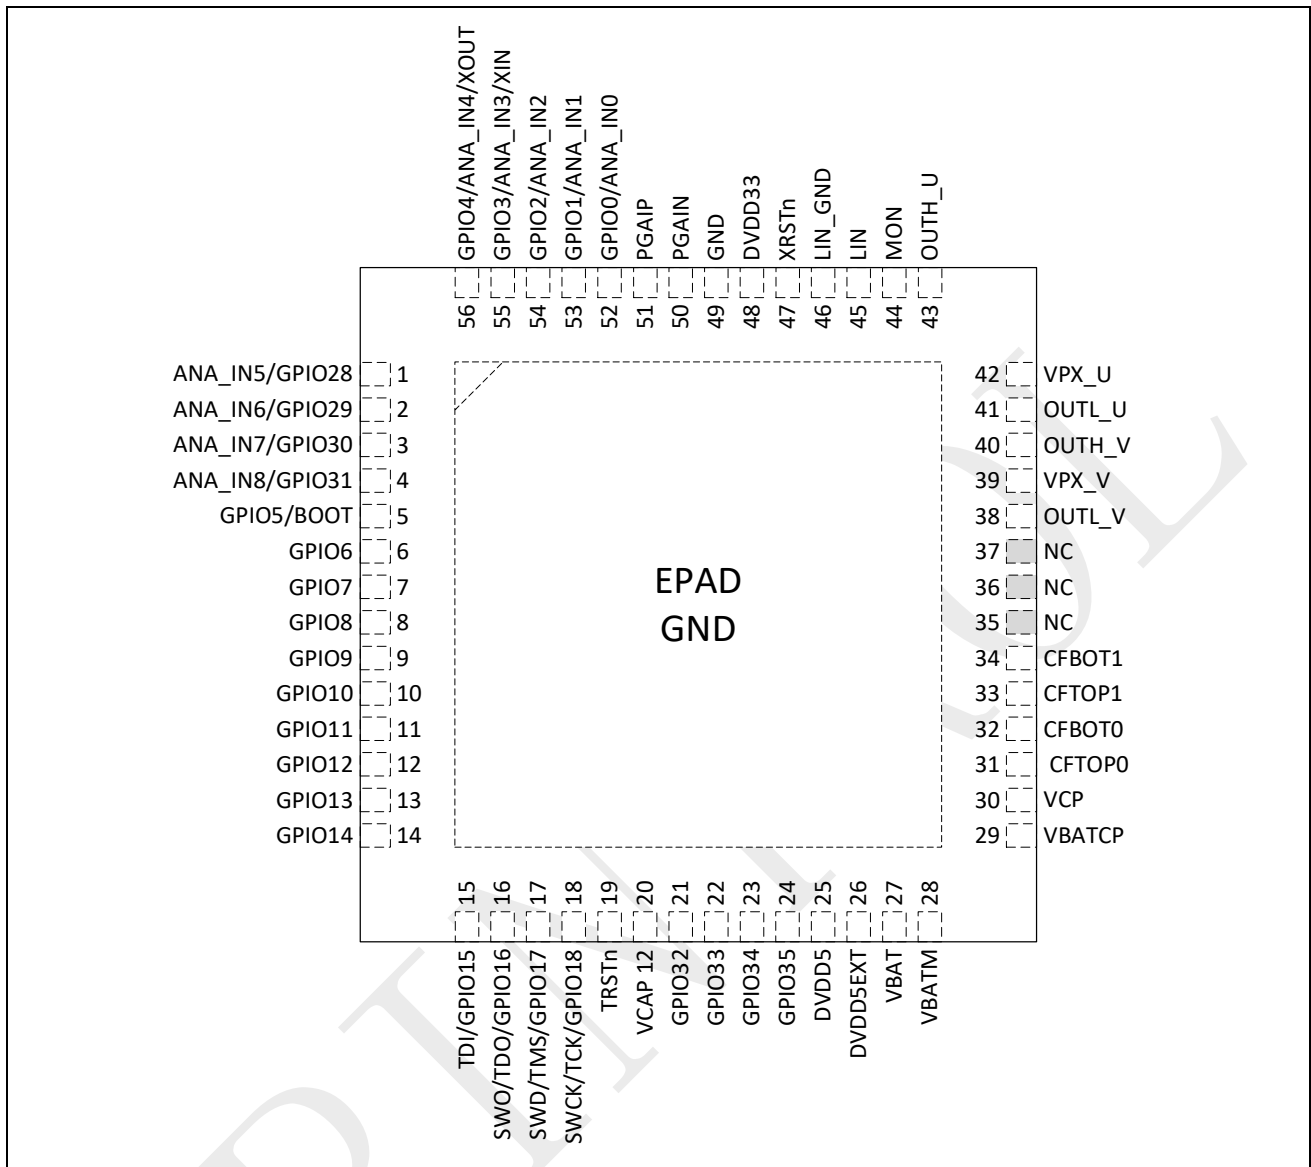 GPIO4/ANA_IN4/XOUT
GPIO3/ANA_IN3/XIN
GPIO2/ANA_IN2
GPIO1/ANA_IN1
GPIO0/ANA_IN0
PGAIP
PGAIN
GND
DVDD33
XRSTn
LIN_GND
LIN
MON
OUTH_U
56
55
54
53
52
51
50
49
48
47
46
45
44
43
ANA_IN5/GPIO28 1
ANA_IN6/GPIO29 2
ANA_IN7/GPIO30 3
ANA_IN8/GPIO31 4
GPIO5/BOOT 5
GPIO6 6
GPIO7 7
GPIO8 8
GPIO9 9
GPIO10 10
GPIO11 11
GPIO12 12
GPIO13 13
GPIO14 14
EPAD
GND
42 VPX_U
41 OUTL_U
40 OUTH_V
39 VPX_V
38 OUTL_V
37 NC
36 NC
35 NC
34 CFBOT1
33 CFTOP1
32 CFBOT0
31 CFTOP0
30 VCP
29 VBATCP
15
16
17
18
19
20
21
22
23
24
25
26
27
28
TDI/GPIO15
SWO/TDO/GPIO16
SWD/TMS/GPIO17
SWCK/TCK/GPIO18
TRSTn
VCAP 12
GPIO32
GPIO33
GPIO34
GPIO35
DVDD5
DVDD5EXT
VBAT
VBATM